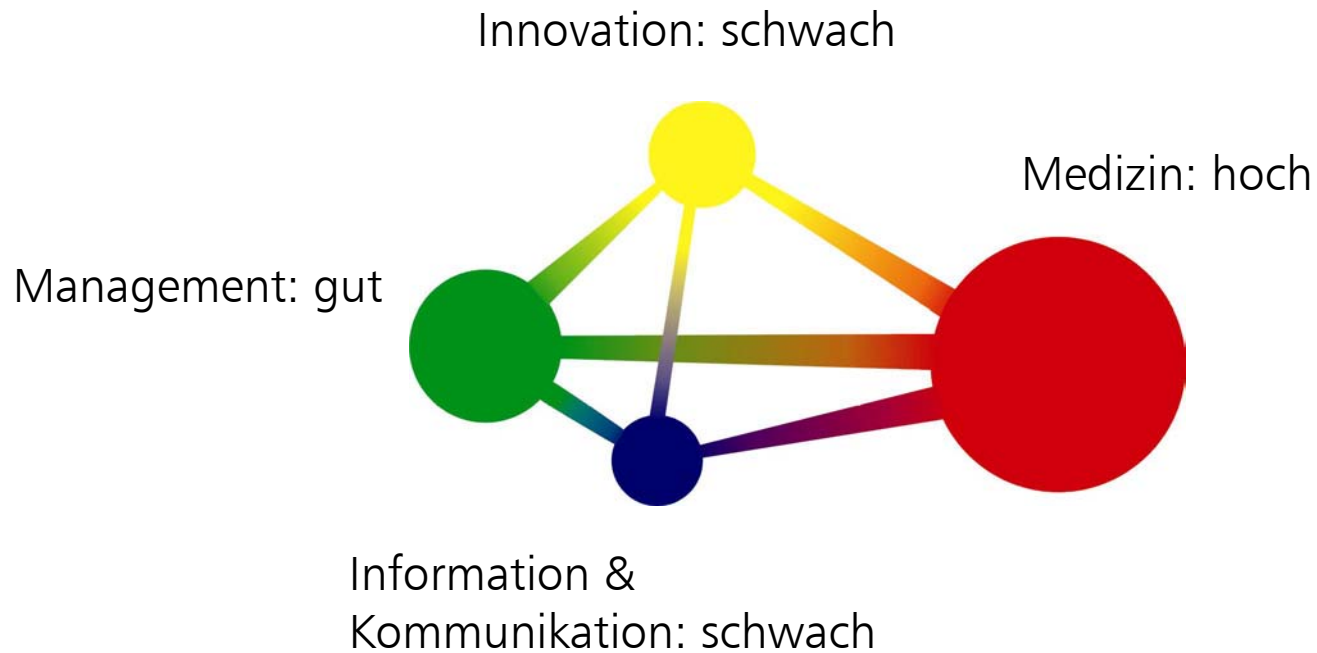 Innovation: schwach
Medizin: hoch
Management: gut
Information &
Kommunikation: schwach